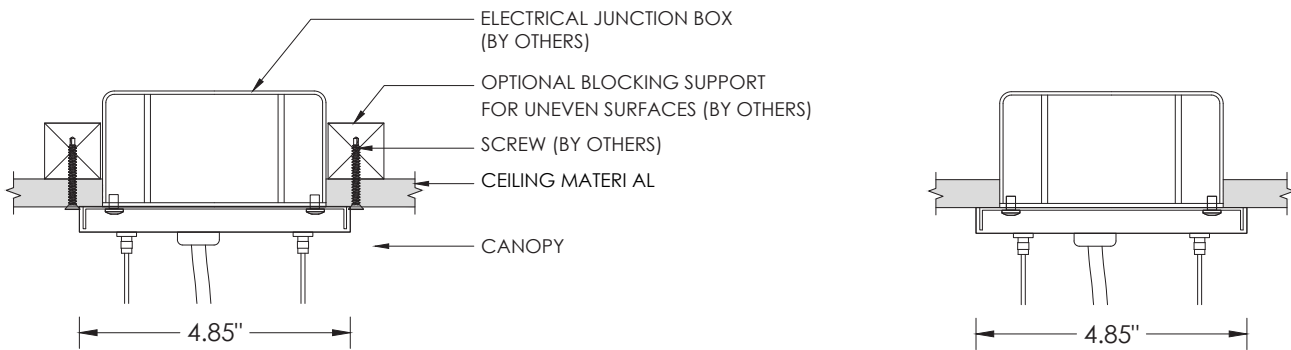 ELECTRICAL JUNCTION BOX
(BY OTHERS)
OPTIONAL BLOCKING SUPPORT
FOR UNEVEN SURFACES (BY OTHERS)
SCREW (BY OTHERS)
CEILING MATERI AL
CANOPY
4.85"
4.85"